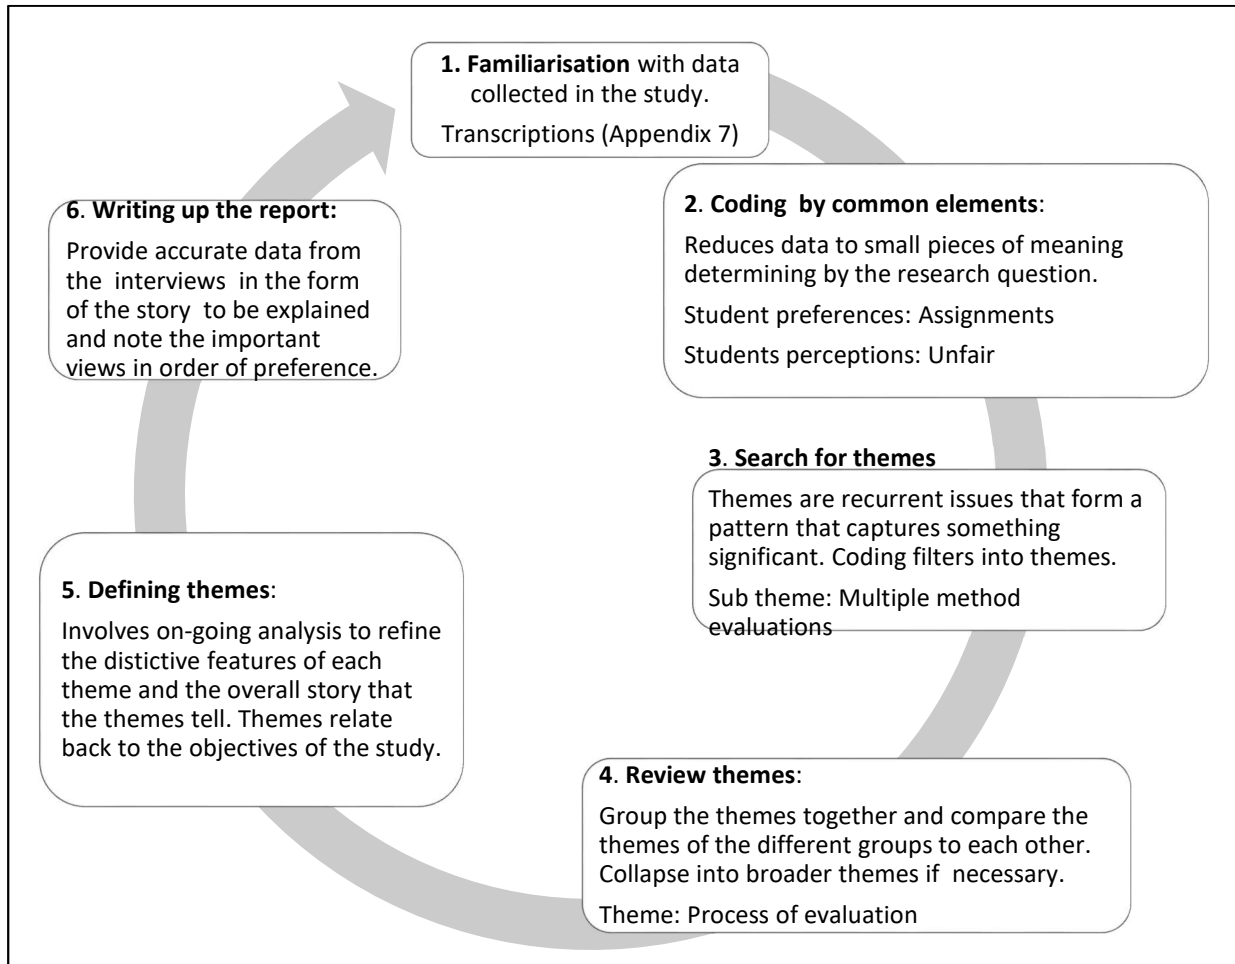 1. Familiarisation with data
collected in the study.
Transcriptions (Appendix 7)
2. Coding  by common elements:
Reduces data to small pieces of meaning
determining by the research question.
Student preferences: Assignments
Students perceptions: Unfair
3. Search for themes
Themes are recurrent issues that form a
pattern that captures something
significant. Coding filters into themes.
Sub theme: Multiple method
evaluations
4. Review themes:
Group the themes together and compare the
themes of the different groups to each other.
Collapse into broader themes if  necessary.
Theme: Process of evaluation
5. Defining themes:
Involves on-going analysis to refine
the distictive features of each
theme and the overall story that
the themes tell. Themes relate
back to the objectives of the study.
6. Writing up the report:
Provide accurate data from
the  interviews  in the form
of the story  to be explained
and note the important
views in order of preference.